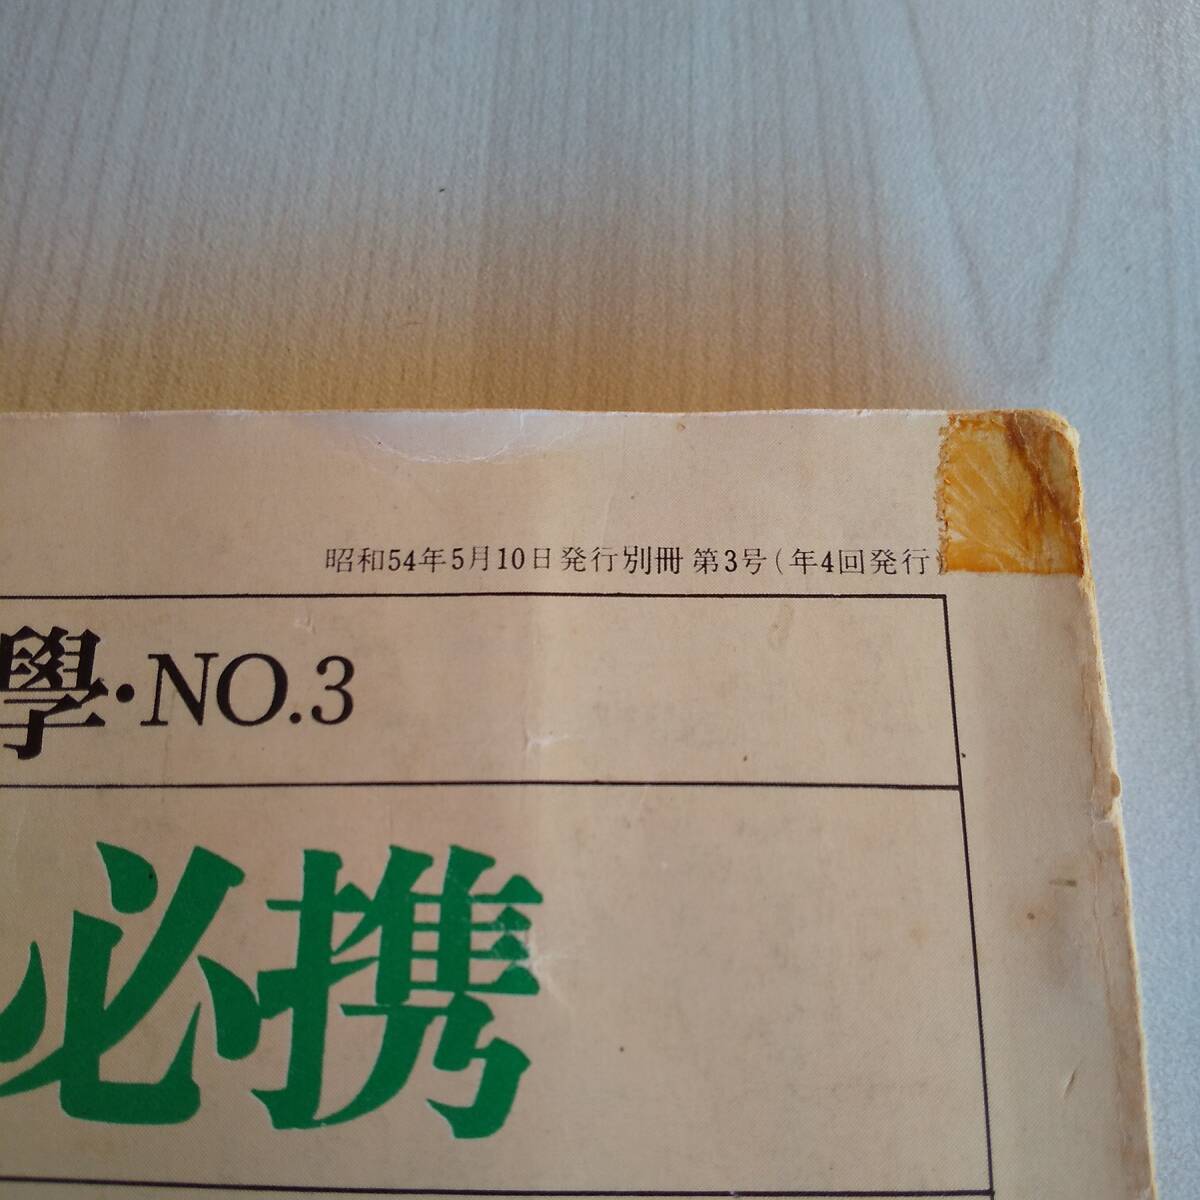 昭和54年5月10日発行別冊 第3号(年4回発行)
學・NO.3
必携